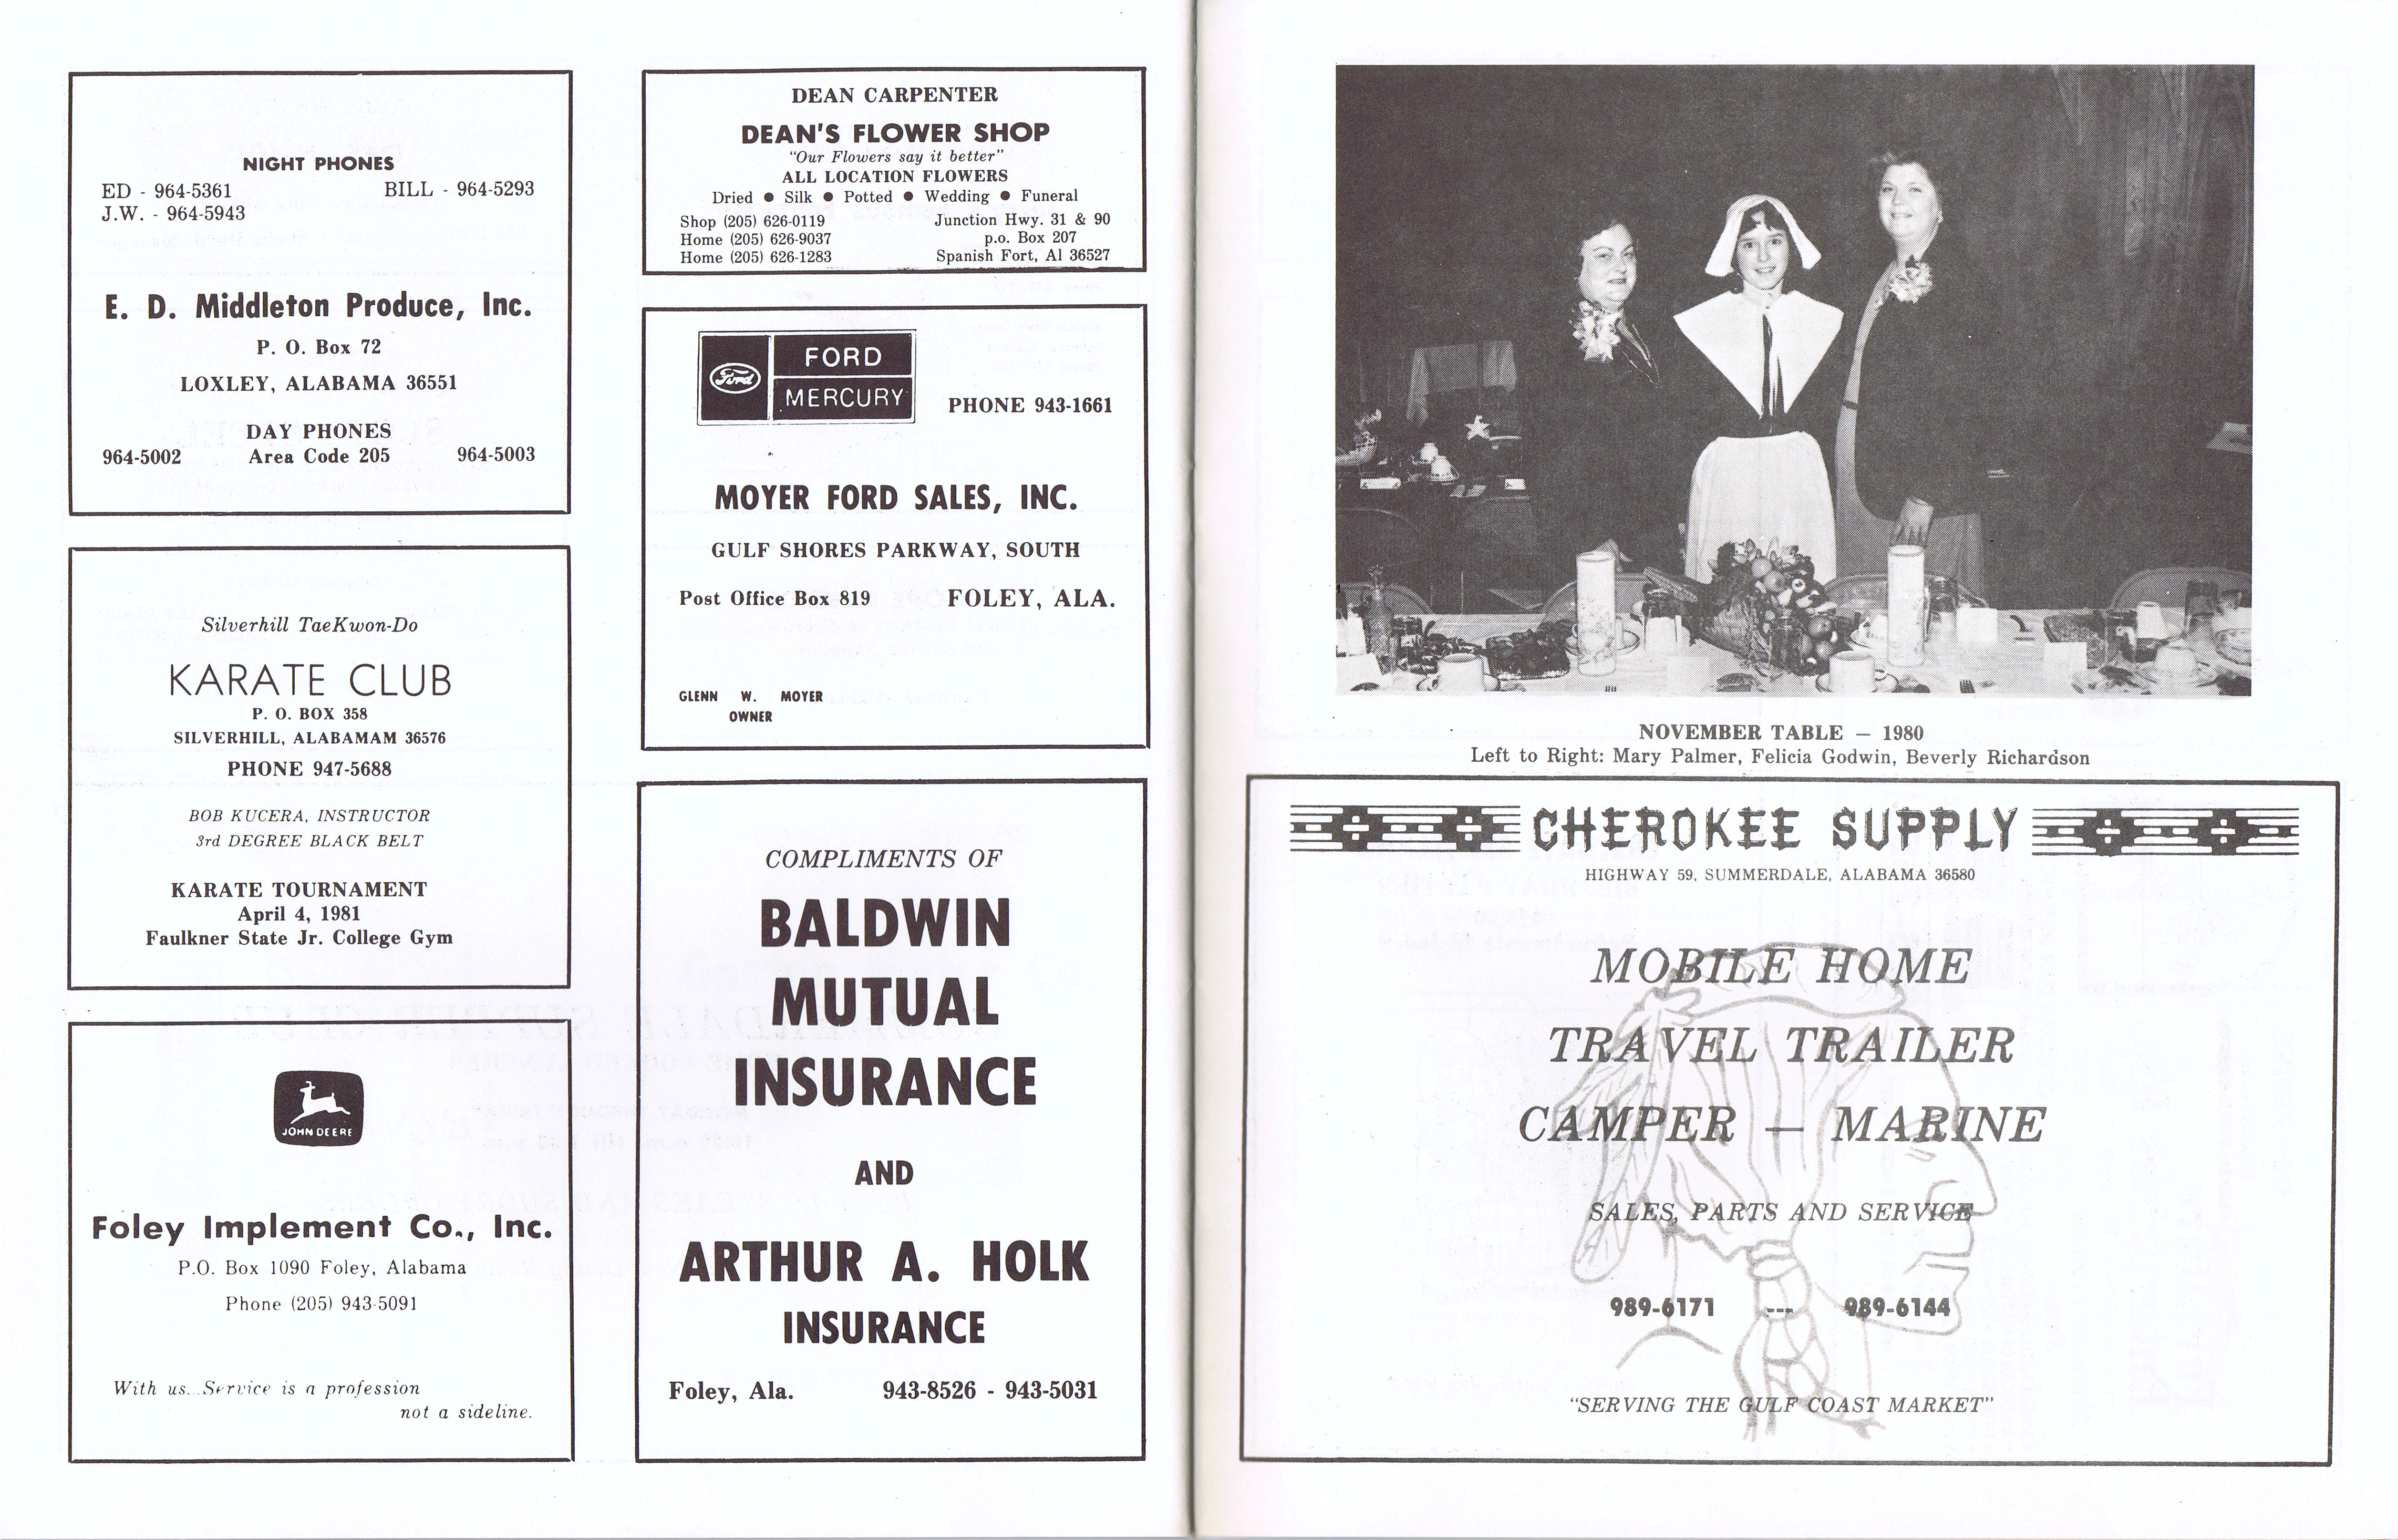 NIGHT PHONES
ED - 964-5361 BILL - 964-5293
J.W. - 964-5943
E. D. Middleton Produce, Inc.
P. O. Box 72
LOXLEY, ALABAMA 36551
DAY PHONES
964-5002 Area Code 205 964-5003
Silverhill TaeKwon-Do
KARATE CLUB
P. O. BOX 358
SILVERHILL, ALABAMAM 36576
PHONE 947-5688
BOB KUCERA, INSTRUCTOR
3rd DEGREE BLACK BELT
KARATE TOURNAMENT
April 4, 1981
Faulkner State Jr. College Gym
JOHN DEERE
Foley Implement Co., Inc.
P.O. Box 1090 Foley, Alabama
Phone (205) 943-5091
With us...Service is a profession
not a sideline.
DEAN CARPENTER
DEAN'S FLOWER SHOP
"Our Flowers say it better"
ALL LOCATION FLOWERS
Dried ● Silk ● Potted ● Wedding ● Funeral
Shop (205) 626-0119 Junction Hwy. 31 & 90
Home (205) 626-9037 p.o. Box 207
Home (205) 626-1283 Spanish Fort, Al 36527
Ford
FORD
MERCURY
PHONE 943-1661
MOYER FORD SALES, INC.
GULF SHORES PARKWAY, SOUTH
Post Office Box 819 FOLEY, ALA.
GLENN W. MOYER
OWNER
COMPLIMENTS OF
BALDWIN
MUTUAL
INSURANCE
AND
ARTHUR A. HOLK
INSURANCE
Foley, Ala. 943-8526 - 943-5031
NOVEMBER TABLE — 1980
Left to Right: Mary Palmer, Felicia Godwin, Beverly Richardson
CHEROKEE SUPPLY
HIGHWAY 59, SUMMERDALE, ALABAMA 36580
MOBILE HOME
TRAVEL TRAILER
CAMPER — MARINE
SALES, PARTS AND SERVICE
989-6171 --- 989-6144
"SERVING THE GULF COAST MARKET"